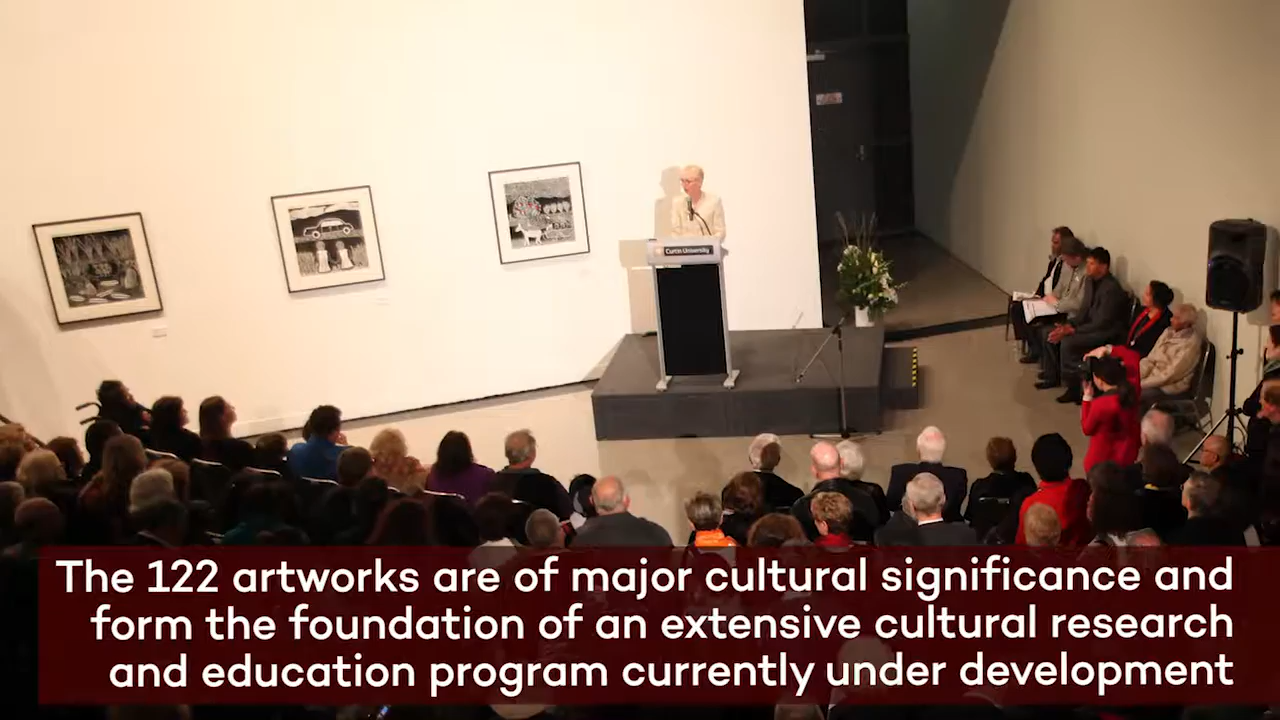 Curtin University
The 122 artworks are of major cultural significance and
form the foundation of an extensive cultural research
and education program currently under development